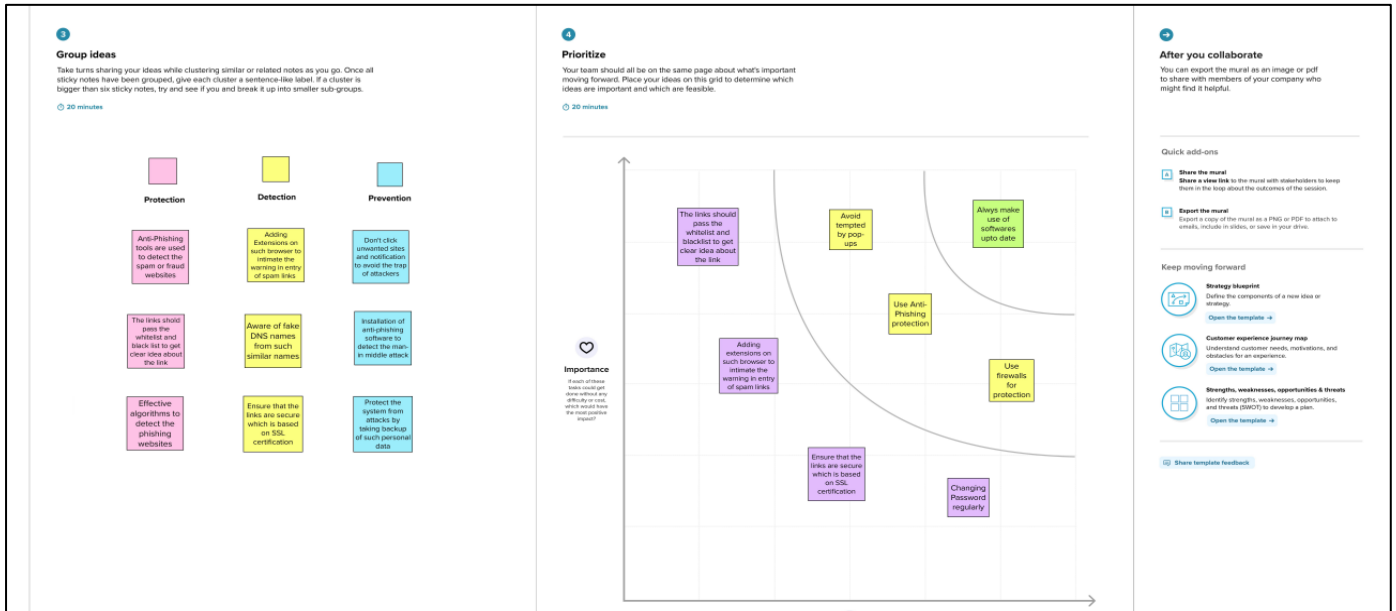 3
Group ideas
Take turns sharing your ideas while clustering similar or related notes as you go. Once all
sticky notes have been grouped, give each cluster a sentence-like label. If a cluster is
bigger than six sticky notes, try and see if you and break it up into smaller sub-groups.
20 minutes
Protection
Detection
Prevention
Anti-Phishing
tools are used
to detect the
spam or fraud
websites
Adding
Extensions on
such browser to
intimate the
warning in entry
of spam links
Don't click
unwanted sites
and notification
to avoid the trap
of attackers
The links shold
pass the
whitelist and
black list to get
clear idea about
the link
Aware of fake
DNS names
from such
similar names
Installation of
anti-phishing
software to
detect the man-
in middle attack
Effective
algorithms to
detect the
phishing
websites
Ensure that the
links are secure
which is based
on SSL
certification
Protect the
system from
attacks by
taking backup
of such personal
data
4
Prioritize
Your team should all be on the same page about what's important
moving forward. Place your ideas on this grid to determine which
ideas are important and which are feasible.
20 minutes
Importance
If each of these
tasks could get
done without any
difficulty or cost,
which would have
the most positive
impact?
The links should
pass the
whitelist and
blacklist to get
clear idea about
the link
Avoid
tempted
by pop-
ups
Alwys make
use of
softwares
upto date
Use Anti-
Phishing
protection
Adding
extensions on
such browser to
intimate the
warning in entry
of spam links
Use
firewalls
for
protection
Ensure that the
links are secure
which is based
on SSL
certification
Changing
Password
regularly
After you collaborate
You can export the mural as an image or pdf
to share with members of your company who
might find it helpful.
Quick add-ons
A
Share the mural
Share a view link to the mural with stakeholders to keep
them in the loop about the outcomes of the session.
B
Export the mural
Export a copy of the mural as a PNG or PDF to attach to
emails, include in slides, or save in your drive.
Keep moving forward
Strategy blueprint
Define the components of a new idea or
strategy.
Open the template →
Customer experience journey map
Understand customer needs, motivations, and
obstacles for an experience.
Open the template →
Strengths, weaknesses, opportunities & threats
Identify strengths, weaknesses, opportunities,
and threats (SWOT) to develop a plan.
Open the template →
Share template feedback